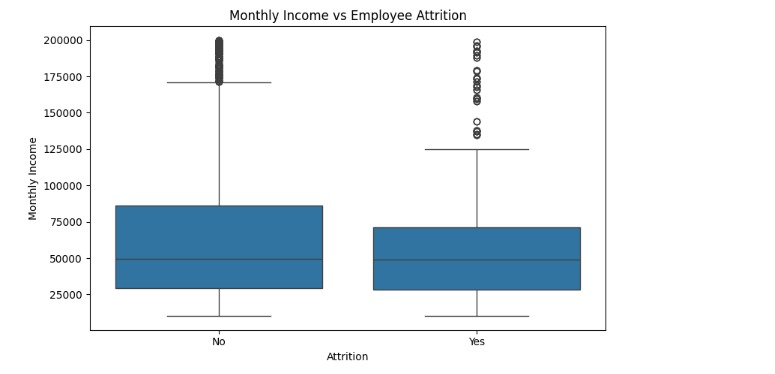 Monthly Income vs Employee Attrition
200000
175000
150000
125000
100000
75000
50000
25000
Monthly Income
No
Yes
Attrition